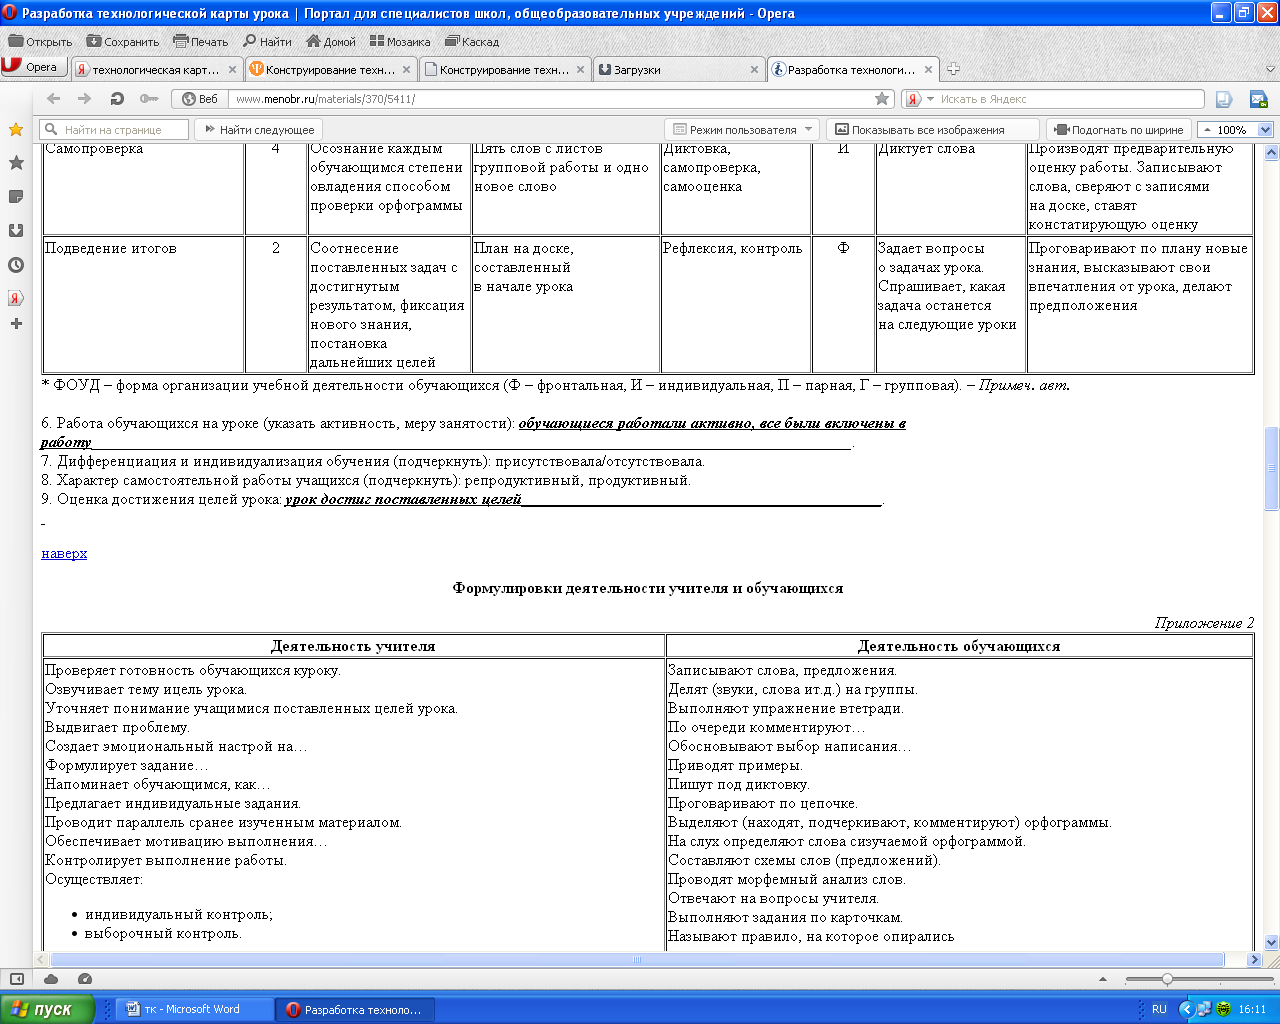 Разработка технологической карты урока | Портал для специалистов школ, общеобразовательных учреждений - Opera
Открыть Сохранить Печать Найти Домой Мозаика Каскад
Opera технологическая карт... Конструирование техн... Конструирование техн... Загрузки Разработка технологи...
Веб www.menobr.ru/materials/370/5411/ Искать в Яндекс
Найти на странице Найти следующее Режим пользователя Показывать все изображения Подогнать по ширине 100%
Самопроверка 4 Осознание каждым Пять слов с листов Диктовка, И Диктует слова Производят предварительную
обучающимся степени групповой работы и одно самопроверка, оценку работы. Записывают
овладения способом новое слово самооценка слова, сверяют с записями
проверки орфограммы на доске, ставят
констатирующую оценку
Подведение итогов 2 Соотнесение План на доске, Рефлексия, контроль Ф Задает вопросы Проговаривают по плану новые
поставленных задач с составленный о задачах урока. знания, высказывают свои
достигнутым в начале урока Спрашивает, какая впечатления от урока, делают
результатом, фиксация задача останется предположения
нового знания, на следующие уроки
постановка
дальнейших целей
* ФОУД – форма организации учебной деятельности обучающихся (Ф – фронтальная, И – индивидуальная, П – парная, Г – групповая). – Примеч. авт.
6. Работа обучающихся на уроке (указать активность, меру занятости): обучающиеся работали активно, все были включены в
работу.
7. Дифференциация и индивидуализация обучения (подчеркнуть): присутствовала/отсутствовала.
8. Характер самостоятельной работы учащихся (подчеркнуть): репродуктивный, продуктивный.
9. Оценка достижения целей урока: урок достиг поставленных целей.
наверх
Формулировки деятельности учителя и обучающихся
Приложение 2
Деятельность учителя Деятельность обучающихся
Проверяет готовность обучающихся куроку. Записывают слова, предложения.
Озвучивает тему ицель урока. Делят (звуки, слова ит.д.) на группы.
Уточняет понимание учащимися поставленных целей урока. Выполняют упражнение втетради.
Выдвигает проблему. По очереди комментируют…
Создает эмоциональный настрой на… Обосновывают выбор написания…
Формулирует задание… Приводят примеры.
Напоминает обучающимся, как… Пишут под диктовку.
Предлагает индивидуальные задания. Проговаривают по цепочке.
Проводит параллель сранее изученным материалом. Выделяют (находят, подчеркивают, комментируют) орфограммы.
Обеспечивает мотивацию выполнения… На слух определяют слова сизучаемой орфограммой.
Контролирует выполнение работы. Составляют схемы слов (предложений).
Осуществляет: Проводят морфемный анализ слов.
Отвечают на вопросы учителя.
• индивидуальный контроль; Выполняют задания по карточкам.
• выборочный контроль. Называют правило, на которое опирались
пуск тк - Microsoft Word Разработка техноло... RU 16:11